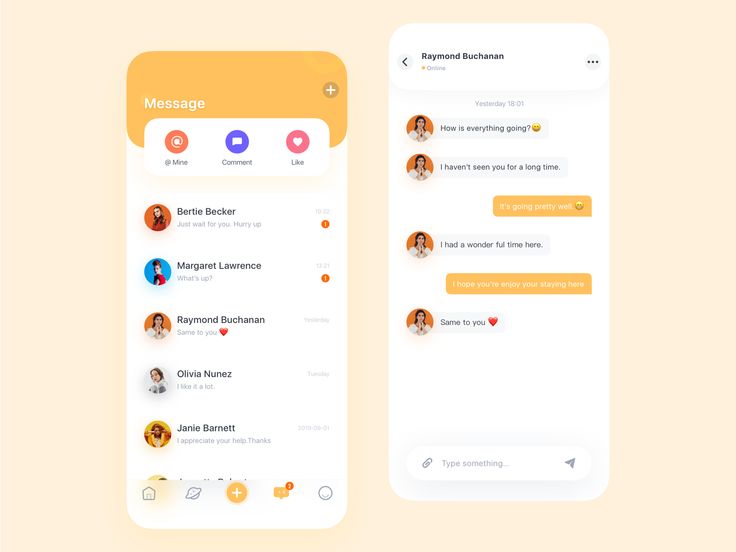 Message
@ Mine
Comment
Like
Bertie Becker
10:22
Just wait for you. Hurry up
1
Margaret Lawrence
13:21
What's up?
1
Raymond Buchanan
Yesterday
Same to you ❤️
Olivia Nunez
Tuesday
I like it a lot.
Janie Barnett
2019-08-01
I appreciate your help.Thanks
Raymond Buchanan
Online
Yesterday 18:01
How is everything going?😄
I haven't seen you for a long time.
It's going pretty well.😁
I had a wonder ful time here.
I hope you're enjoy your staying here
Same to you ❤️
Type something...